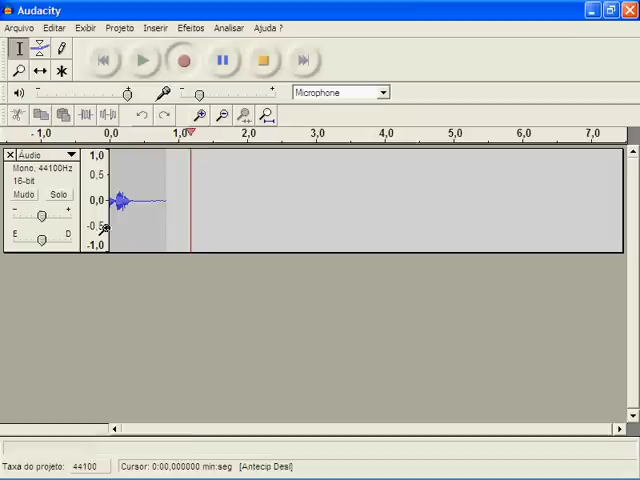 Audacity
Arquivo Editar Exibir Projeto Inserir Efeitos Analisar Ajuda ?
Microphone
- 1,0 0,0 1,0 2,0 3,0 4,0 5,0 6,0 7,0
Áudio
Mono, 44100Hz
16-bit
Mudo Solo
- +
E D
1,0
0,5
0,0
-0,5
-1,0
Taxa do projeto: 44100 Cursor: 0:00,000000 min:seg [Antecip Desl]